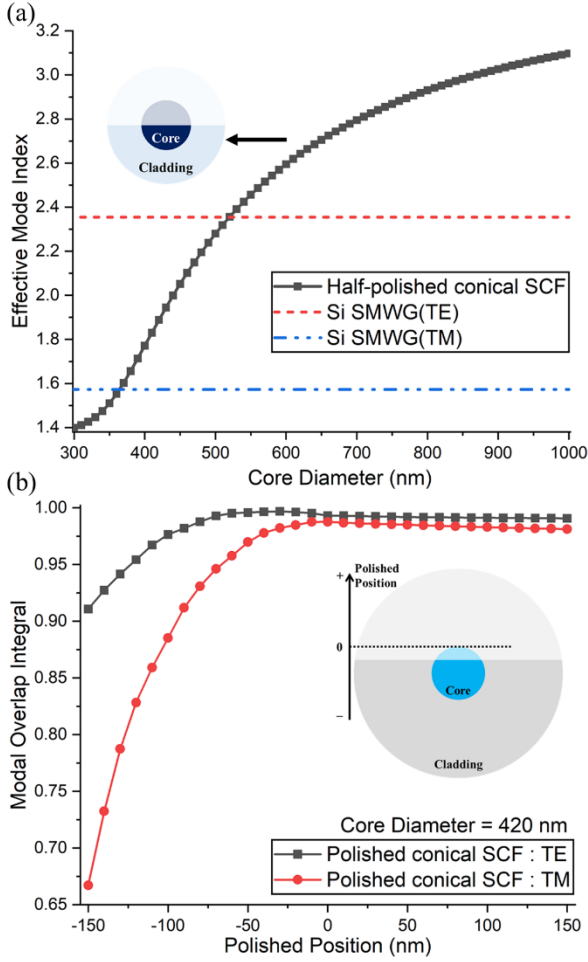 (a)
3.2
3.0
2.8
2.6
2.4
2.2
2.0
1.8
1.6
1.4
Effective Mode Index
Core
Cladding
Half-polished conical SCF
Si SMWG(TE)
Si SMWG(TM)
300 400 500 600 700 800 900 1000
Core Diameter (nm)
(b)
1.00
0.95
0.90
0.85
0.80
0.75
0.70
0.65
Modal Overlap Integral
+ Polished
Position
0
−
Core
Cladding
Core Diameter = 420 nm
Polished conical SCF : TE
Polished conical SCF : TM
-150 -100 -50 0 50 100 150
Polished Position (nm)